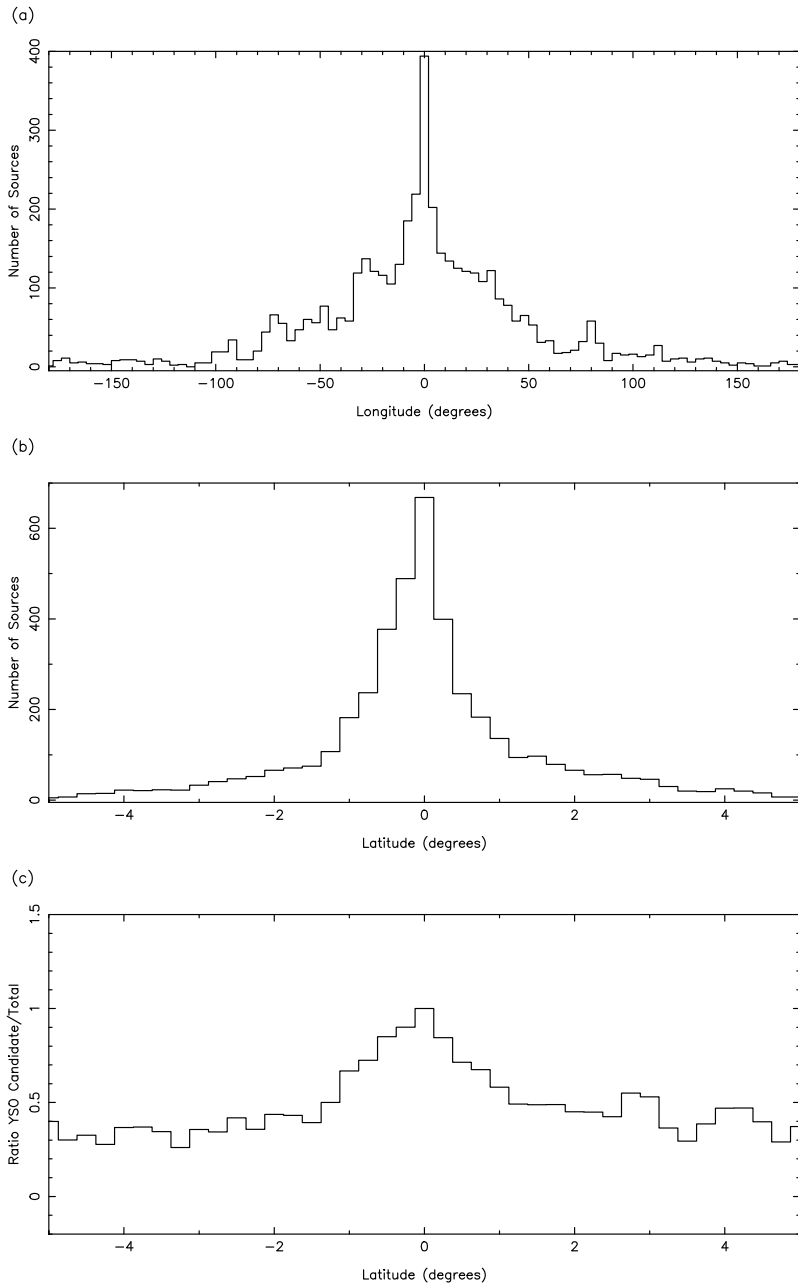 (a)
Number of Sources
0 100 200 300 400
−150 −100 −50 0 50 100 150
Longitude (degrees)
(b)
Number of Sources
0 200 400 600
−4 −2 0 2 4
Latitude (degrees)
(c)
Ratio YSO Candidate/Total
0 0.5 1 1.5
−4 −2 0 2 4
Latitude (degrees)